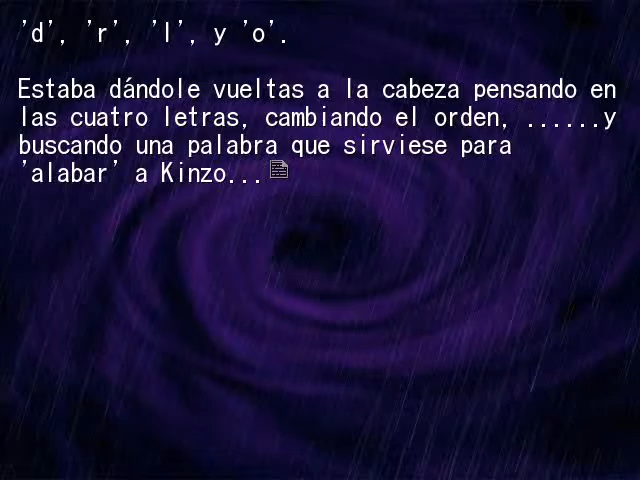 'd', 'r', 'l', y 'o'.
Estaba dándole vueltas a la cabeza pensando en
las cuatro letras, cambiando el orden, ......y
buscando una palabra que sirviese para
'alabar' a Kinzo...